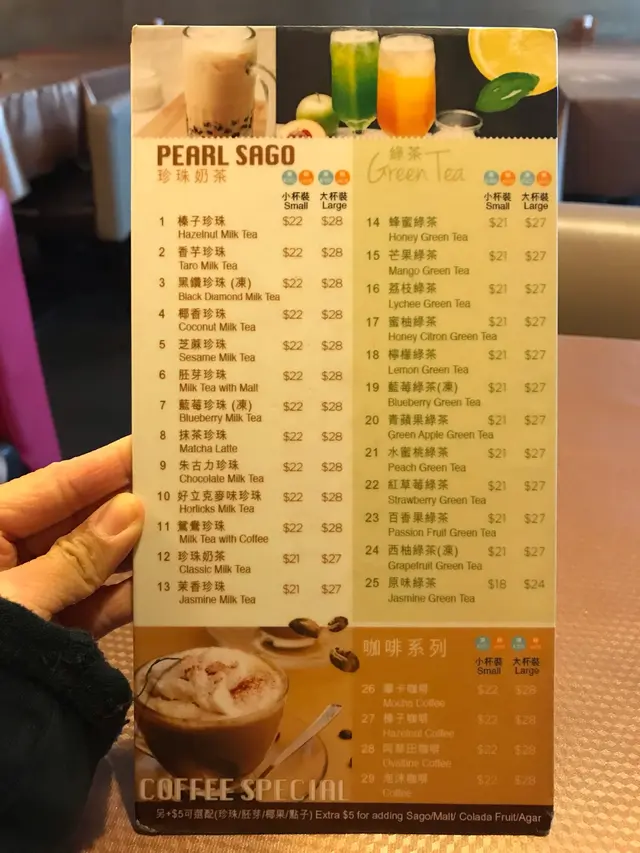 PEARL SAGO
珍珠奶茶
小杯裝 大杯裝
Small Large
1 榛子珍珠 $22 $28
Hazelnut Milk Tea
2 香芋珍珠 $22 $28
Taro Milk Tea
3 黑鑽珍珠 (凍) $22 $28
Black Diamond Milk Tea
4 椰香珍珠 $22 $28
Coconut Milk Tea
5 芝蔴珍珠 $22 $28
Sesame Milk Tea
6 胚芽珍珠 $22 $28
Milk Tea with Malt
7 藍莓珍珠 (凍) $22 $28
Blueberry Milk Tea
8 抹茶珍珠 $22 $28
Matcha Latte
9 朱古力珍珠 $22 $28
Chocolate Milk Tea
10 好立克麥味珍珠 $22 $28
Horlicks Milk Tea
11 鴛鴦珍珠 $22 $28
Milk Tea with Coffee
12 珍珠奶茶 $21 $27
Classic Milk Tea
13 茉香珍珠 $21 $27
Jasmine Milk Tea
綠茶
Green Tea
小杯裝 大杯裝
Small Large
14 蜂蜜綠茶 $21 $27
Honey Green Tea
15 芒果綠茶 $21 $27
Mango Green Tea
16 荔枝綠茶 $21 $27
Lychee Green Tea
17 蜜柚綠茶 $21 $27
Honey Citron Green Tea
18 檸檬綠茶 $21 $27
Lemon Green Tea
19 藍莓綠茶(凍) $21 $27
Blueberry Green Tea
20 青蘋果綠茶 $21 $27
Green Apple Green Tea
21 水蜜桃綠茶 $21 $27
Peach Green Tea
22 紅草莓綠茶 $21 $27
Strawberry Green Tea
23 百香果綠茶 $21 $27
Passion Fruit Green Tea
24 西柚綠茶(凍) $21 $27
Grapefruit Green Tea
25 原味綠茶 $18 $24
Jasmine Green Tea
咖啡系列
小杯裝 大杯裝
Small Large
26 摩卡咖啡 $22 $28
Mocha Coffee
27 榛子咖啡 $22 $28
Hazelnut Coffee
28 阿華田咖啡 $22 $28
Ovaltine Coffee
29 泡沫咖啡 $22 $28
Coffee
COFFEE SPECIAL
另+$5可選配(珍珠/胚芽/椰果/點子) Extra $5 for adding Sago/Malt/ Colada Fruit/Agar